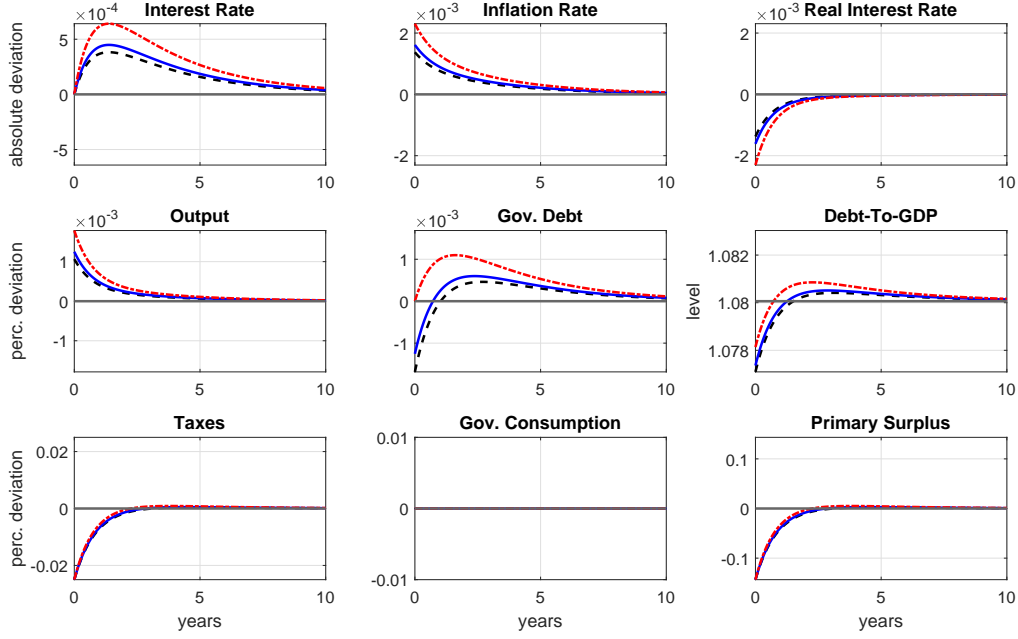 Interest Rate
×10⁻⁴
5
0
-5
absolute deviation
0 5 10
Inflation Rate
×10⁻³
2
0
-2
0 5 10
Real Interest Rate
×10⁻³
2
0
-2
0 5 10
Output
×10⁻³
1
0
-1
perc. deviation
0 5 10
Gov. Debt
×10⁻³
1
0
-1
0 5 10
Debt-To-GDP
1.082
1.08
1.078
level
0 5 10
Taxes
0.02
0
-0.02
perc. deviation
0 5 10
years
Gov. Consumption
0.01
0
-0.01
0 5 10
years
Primary Surplus
0.1
0
-0.1
0 5 10
years